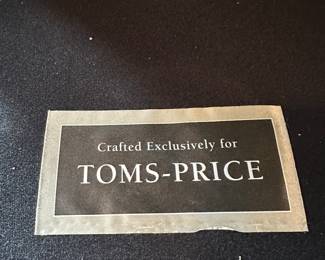 Crafted Exclusively for
TOMS-PRICE